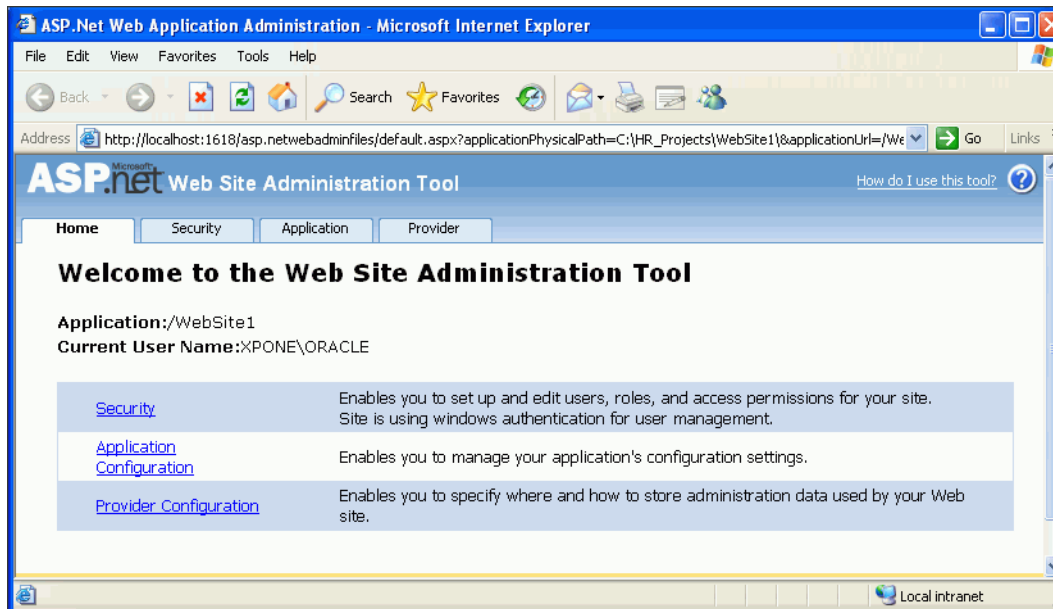 ASP.Net Web Application Administration - Microsoft Internet Explorer
File Edit View Favorites Tools Help
Back Search Favorites
Address http://localhost:1618/asp.netwebadminfiles/default.aspx?applicationPhysicalPath=C:\HR_Projects\WebSite1\&applicationUrl=/We Go Links
Microsoft
ASP.net Web Site Administration Tool How do I use this tool? ?
Home Security Application Provider
Welcome to the Web Site Administration Tool
Application:/WebSite1
Current User Name:XPONE\ORACLE
Security Enables you to set up and edit users, roles, and access permissions for your site.
Site is using windows authentication for user management.
Application
Configuration Enables you to manage your application's configuration settings.
Provider Configuration Enables you to specify where and how to store administration data used by your Web
site.
Local intranet